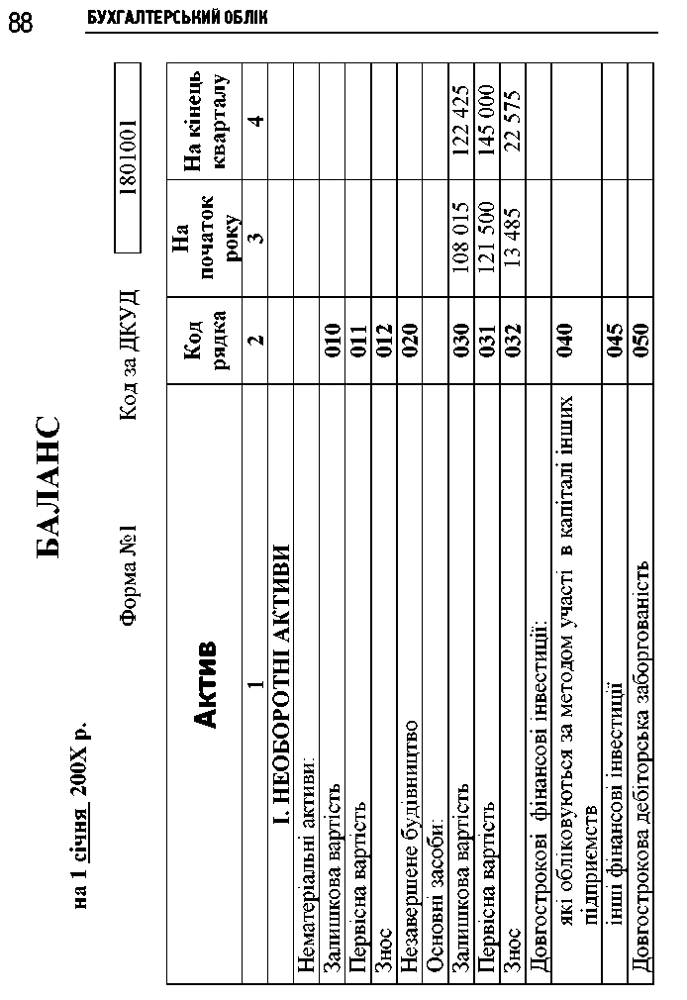 88
БУХГАЛТЕРСЬКИЙ ОБЛІК
БАЛАНС
на 1 січня 200X р.
Форма №1 Код за ДКУД 1801001
Актив Код рядка На початок року На кінець кварталу
1 2 3 4
І. НЕОБОРОТНІ АКТИВИ
Нематеріальні активи:
Залишкова вартість 010
Первісна вартість 011
Знос 012
Незавершене будівництво 020
Основні засоби:
Залишкова вартість 030 108 015 122 425
Первісна вартість 031 121 500 145 000
Знос 032 13 485 22 575
Довгострокові фінансові інвестиції:
які обліковуються за методом участі в капіталі інших
підприємств 040
інші фінансові інвестиції 045
Довгострокова дебіторська заборгованість 050